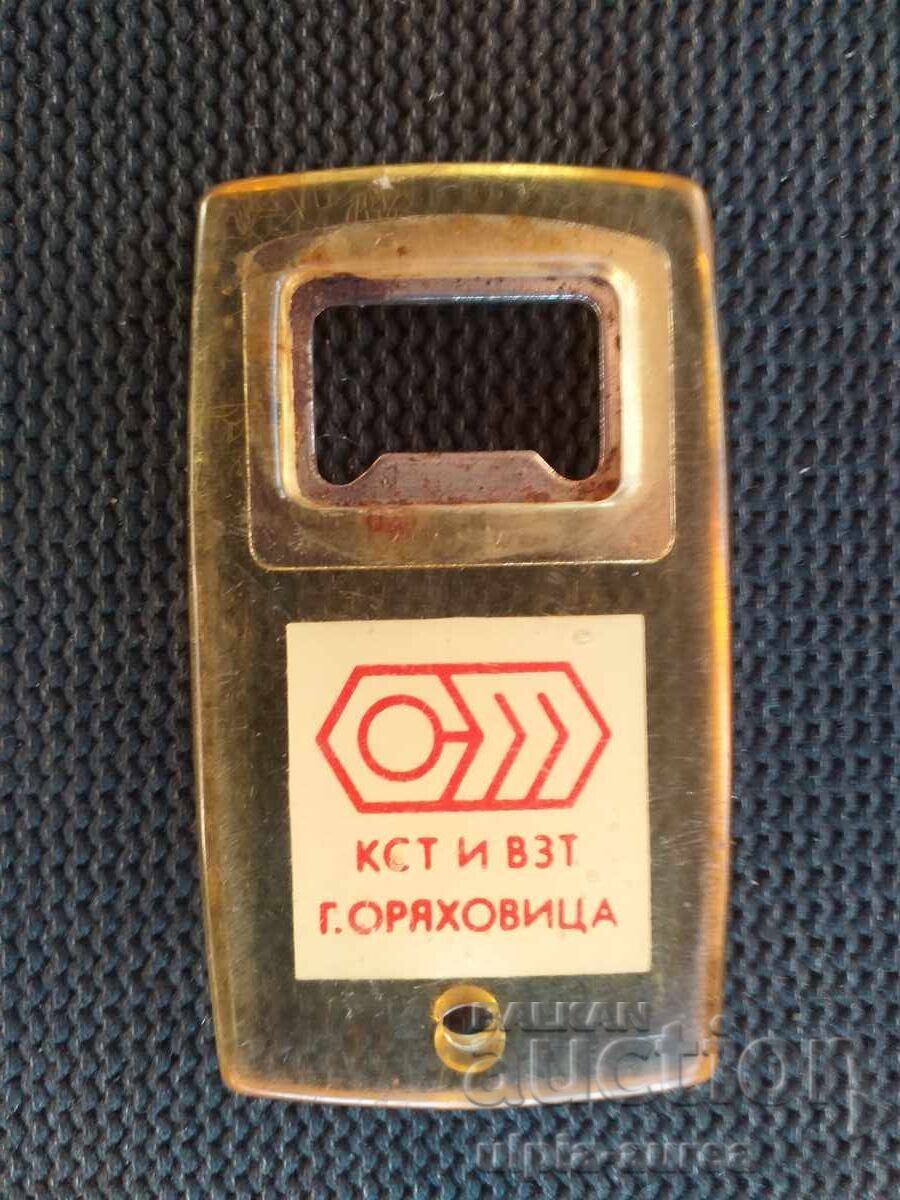 КСТ И ВЗТ
Г.ОРЯХОВИЦА
BALKAN
auction
ulpia-aurea